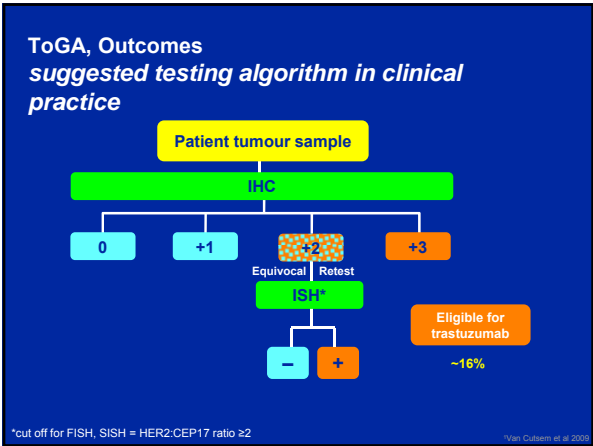 ToGA, Outcomes
suggested testing algorithm in clinical
practice
Patient tumour sample
IHC
0
+1
+2
+3
Equivocal Retest
ISH*
Eligible for
trastuzumab
– +
~16%
*cut off for FISH, SISH = HER2:CEP17 ratio ≥2
Van Cutsem et al 2009